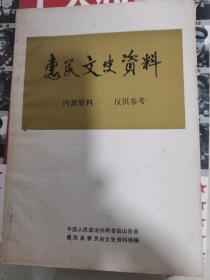 惠民文史资料
内部资料 仅供参考
中国人民政治协商会议山东省
惠民县委员会文史资料组编